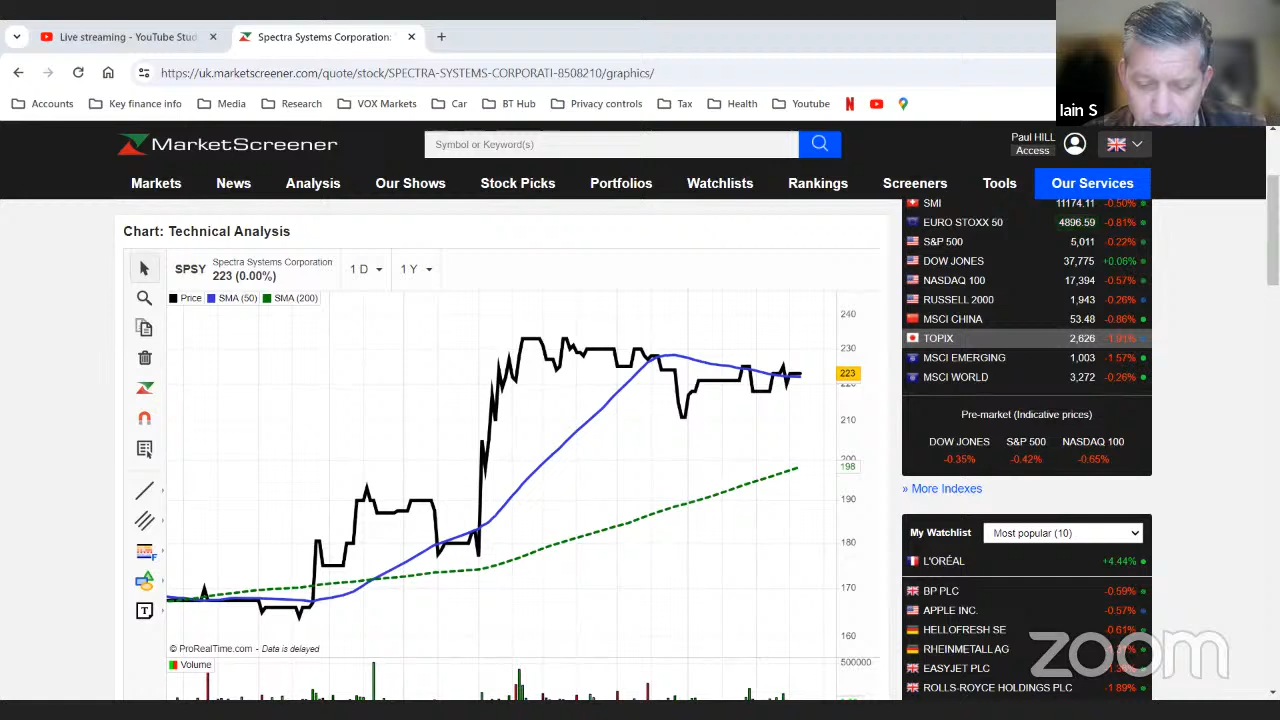 Live streaming - YouTube Stud
Spectra Systems Corporation:
https://uk.marketscreener.com/quote/stock/SPECTRA-SYSTEMS-CORPORATI-8508210/graphics/
Accounts Key finance info Media Research VOX Markets Car BT Hub Privacy controls Tax Health Youtube
Iain S
MarketScreener
Symbol or Keyword(s)
Paul HILL
Access
Markets News Analysis Our Shows Stock Picks Portfolios Watchlists Rankings Screeners Tools Our Services
Chart: Technical Analysis
SPSY
Spectra Systems Corporation
223 (0.00%)
1 D
1 Y
Price SMA (50) SMA (200)
240
230
223
220
210
200
198
190
180
170
160
© ProRealTime.com - Data is delayed
Volume
500000
SMI 11174.11 -0.50%
EURO STOXX 50 4896.59 -0.81%
S&P 500 5,011 -0.22%
DOW JONES 37,775 +0.06%
NASDAQ 100 17,394 -0.57%
RUSSELL 2000 1,943 -0.26%
MSCI CHINA 53.48 -0.86%
TOPIX 2,626 -1.91%
MSCI EMERGING 1,003 -1.57%
MSCI WORLD 3,272 -0.26%
Pre-market (Indicative prices)
DOW JONES S&P 500 NASDAQ 100
-0.35% -0.42% -0.65%
» More Indexes
My Watchlist Most popular (10)
L'ORÉAL +4.44%
BP PLC -0.59%
APPLE INC. -0.57%
HELLOFRESH SE -0.61%
RHEINMETALL AG
EASYJET PLC
ROLLS-ROYCE HOLDINGS PLC -1.89%
zoom